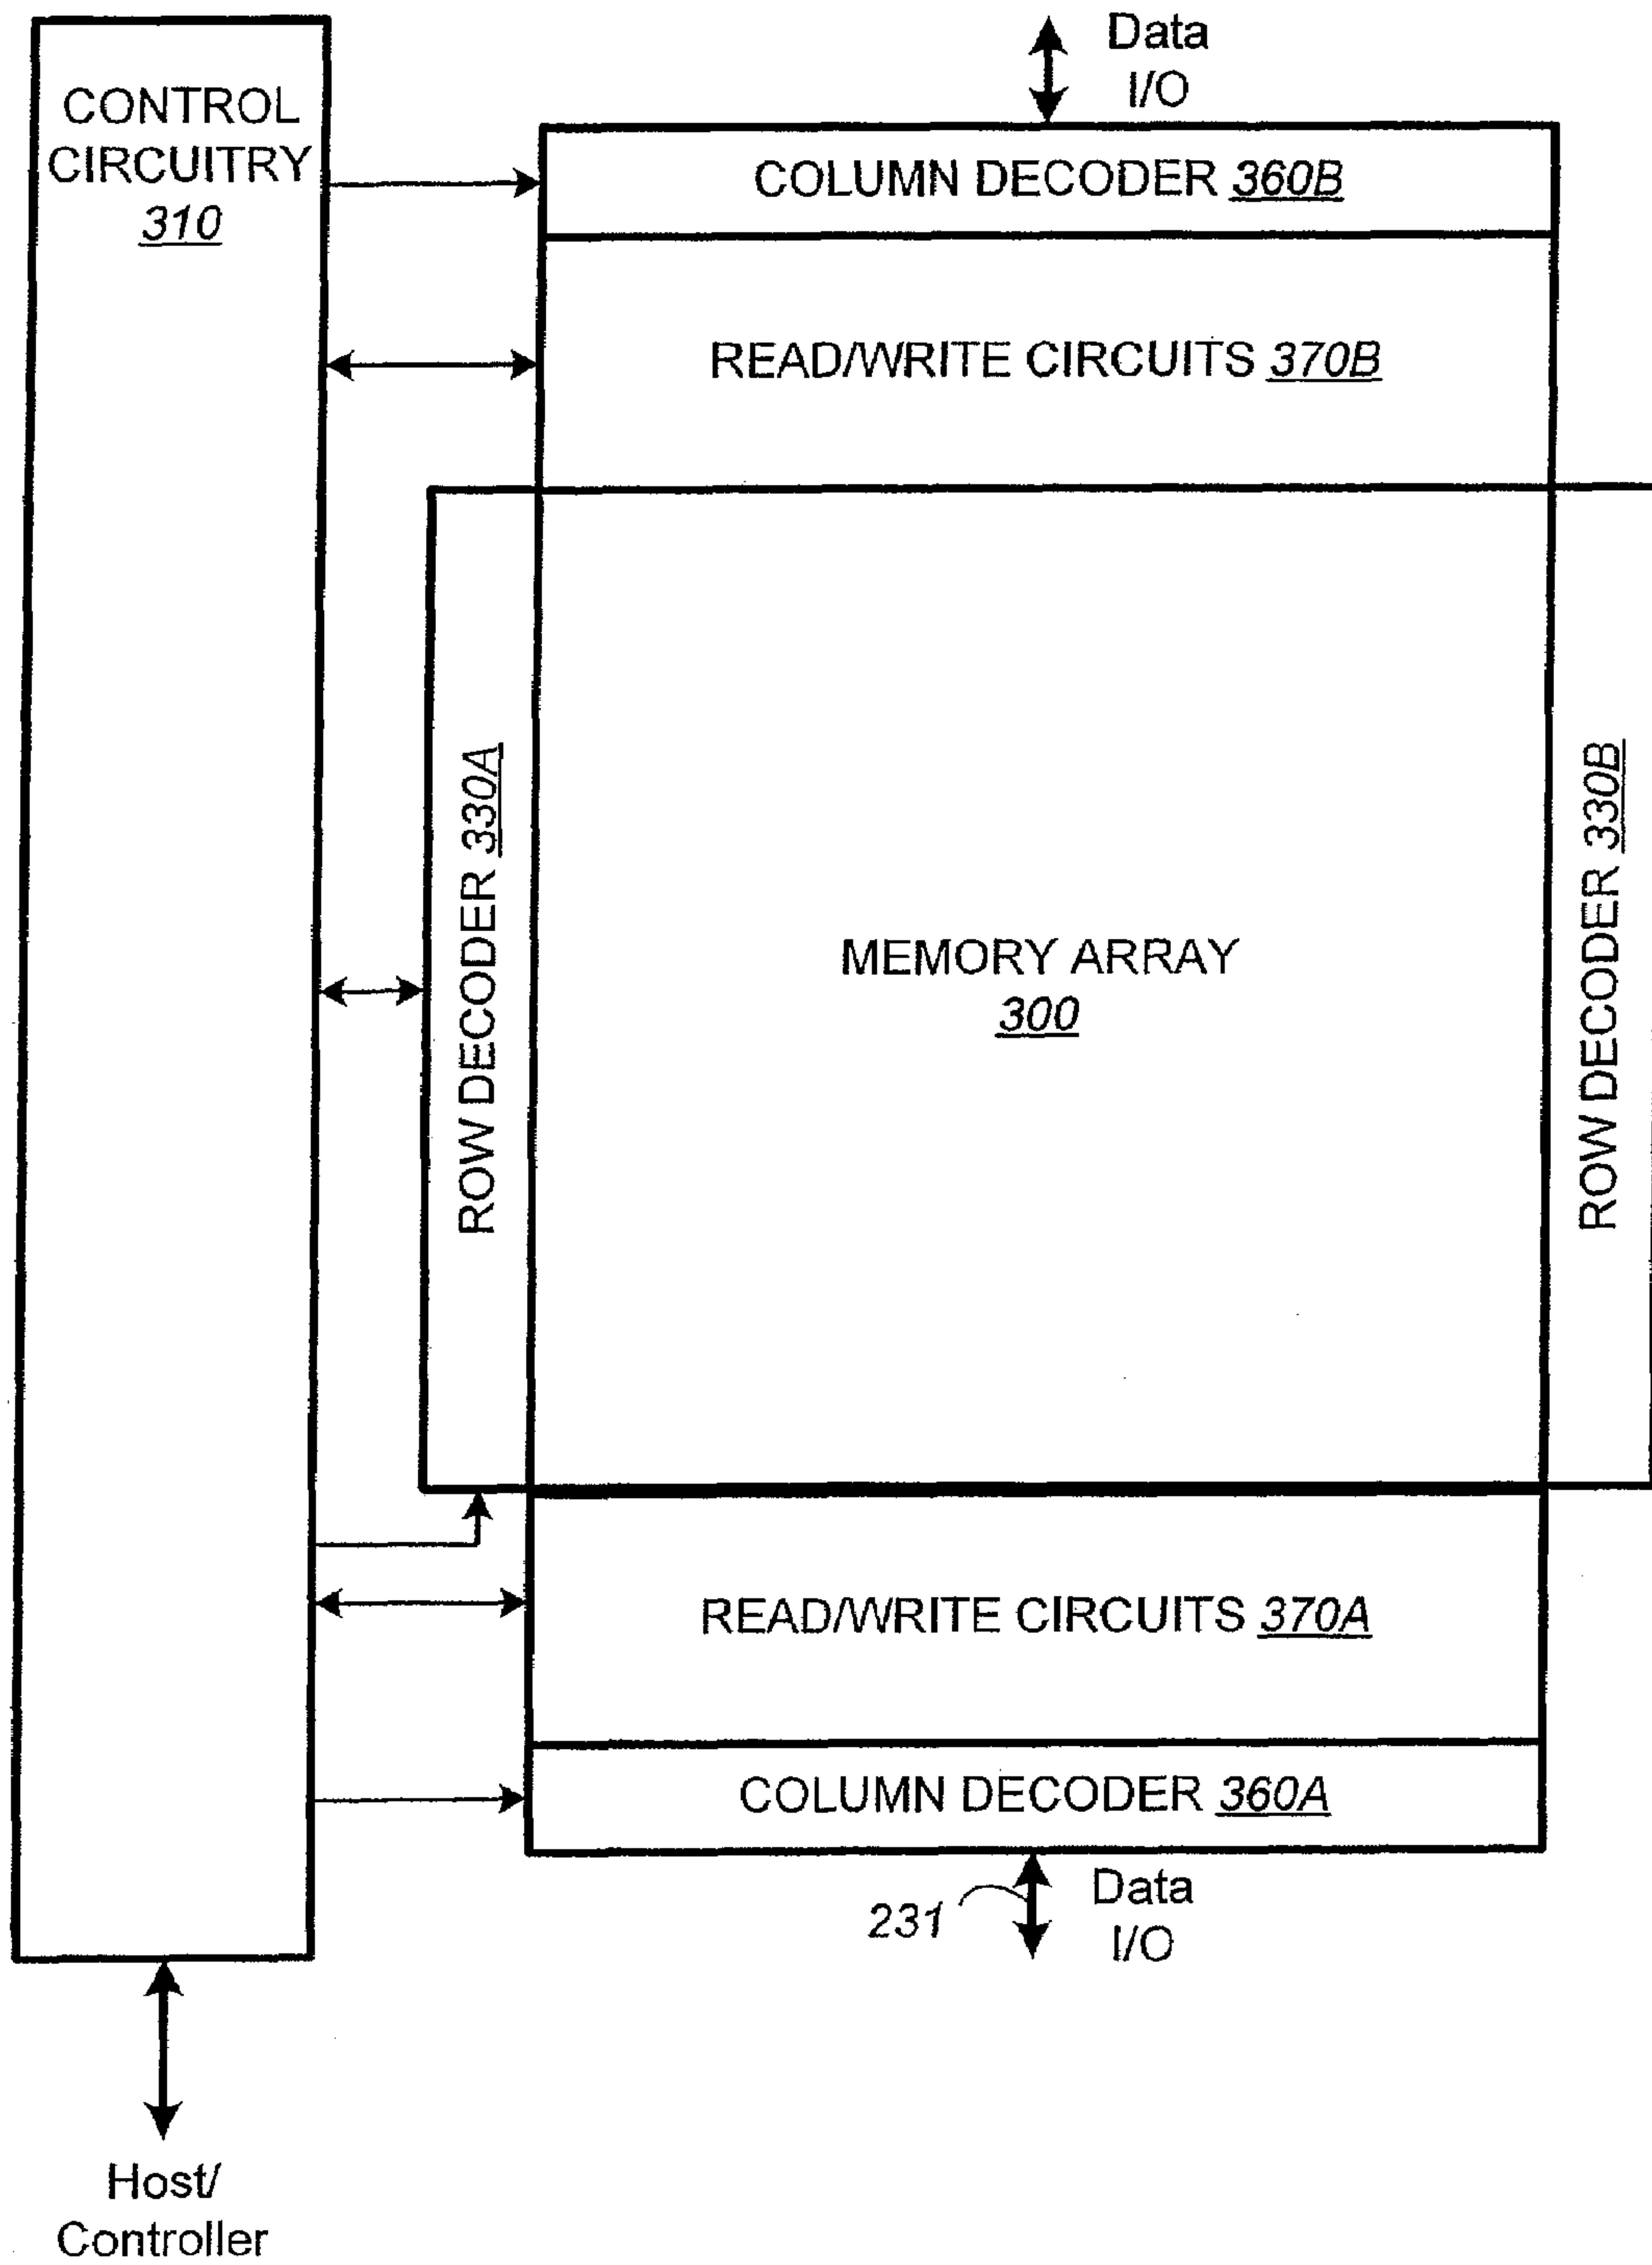 Data
I/O
CONTROL
CIRCUITRY
310
COLUMN DECODER 360B
READ/WRITE CIRCUITS 370B
ROW DECODER 330A
MEMORY ARRAY
300
ROW DECODER 330B
READ/WRITE CIRCUITS 370A
COLUMN DECODER 360A
231
Data
I/O
Host/
Controller